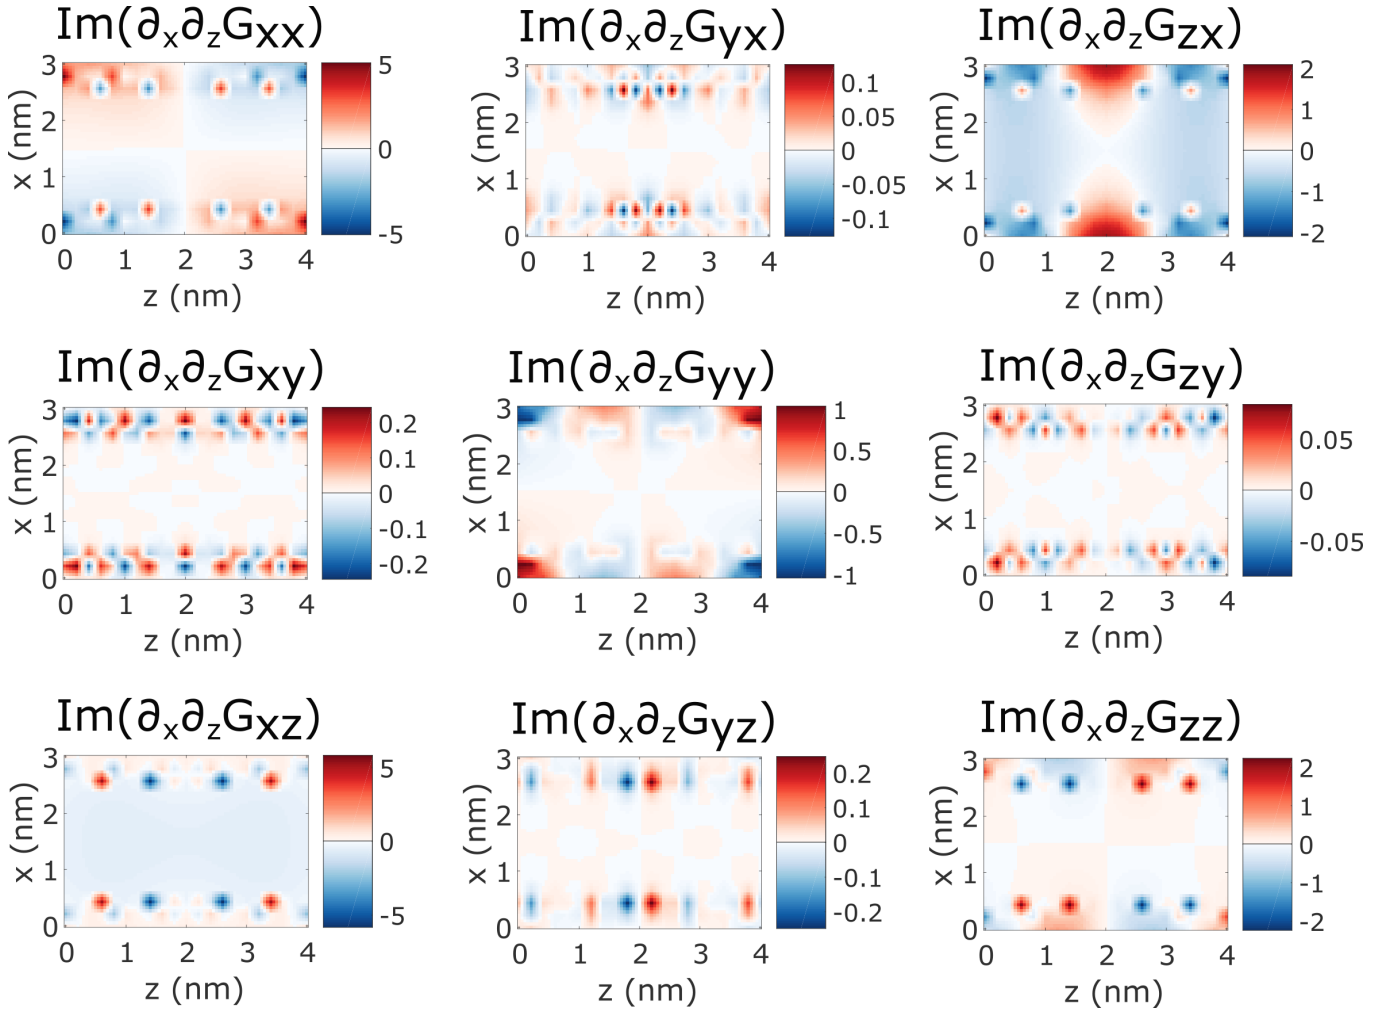 Im(∂ₓ∂zGxx) Im(∂ₓ∂zGyx) Im(∂ₓ∂zGzx)
3 5 3 0.1 3 2
2 2 0.05 2 1
x (nm) 0 x (nm) 0 x (nm) 0
1 1 -0.05 1 -1
0 -5 0 -0.1 0 -2
0 1 2 3 4 0 1 2 3 4 0 1 2 3 4
z (nm) z (nm) z (nm)
Im(∂ₓ∂zGxy) Im(∂ₓ∂zGyy) Im(∂ₓ∂zGzy)
3 0.2 3 1 3
2 0.1 2 0.5 2 0.05
x (nm) 0 x (nm) 0 x (nm) 0
1 -0.1 1 -0.5 1 -0.05
0 -0.2 0 -1 0
0 1 2 3 4 0 1 2 3 4 0 1 2 3 4
z (nm) z (nm) z (nm)
Im(∂ₓ∂zGxz) Im(∂ₓ∂zGyz) Im(∂ₓ∂zGzz)
3 5 3 0.2 3 2
2 2 0.1 2 1
x (nm) 0 x (nm) 0 x (nm) 0
1 1 -0.1 1 -1
0 -5 0 -0.2 0 -2
0 1 2 3 4 0 1 2 3 4 0 1 2 3 4
z (nm) z (nm) z (nm)